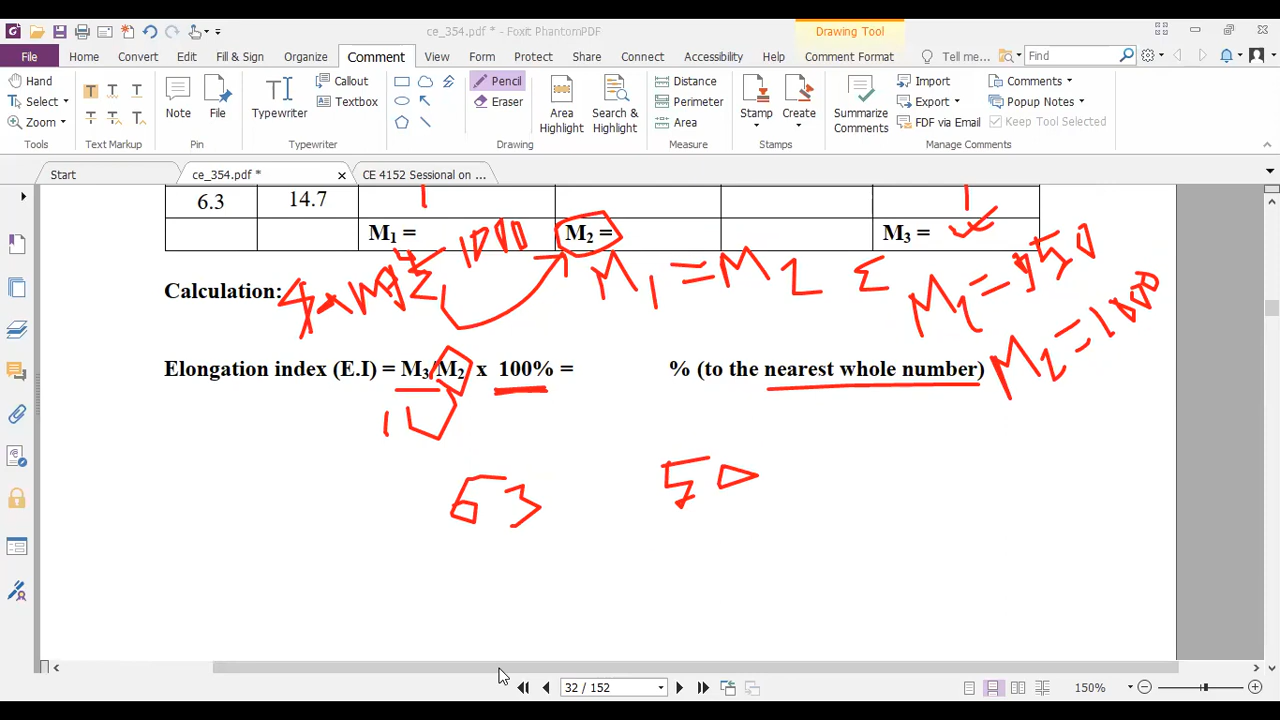 ce_354.pdf * - Foxit PhantomPDF
Drawing Tool
File Home Convert Edit Fill & Sign Organize Comment View Form Protect Share Connect Accessibility Help Comment Format Tell me... Find
Hand
Select
Zoom
Tools
Text Markup
Note
File
Pin
Typewriter
Callout
Textbox
Typewriter
Pencil
Eraser
Drawing
Area Highlight
Search & Highlight
Distance
Perimeter
Area
Measure
Stamp
Create
Stamps
Summarize Comments
Import
Export
FDF via Email
Comments
Popup Notes
Keep Tool Selected
Manage Comments
Start ce_354.pdf * CE 4152 Sessional on ...
6.3 14.7 1 1
M₁ = M₂ = M₃ =
Σ 1000
Calculation: M₁ = M₂ Σ M₁ = 950
M₂ = 1000
Elongation index (E.I) = M₃/M₂ x 100% = % (to the nearest whole number)
63 50
32 / 152
150%